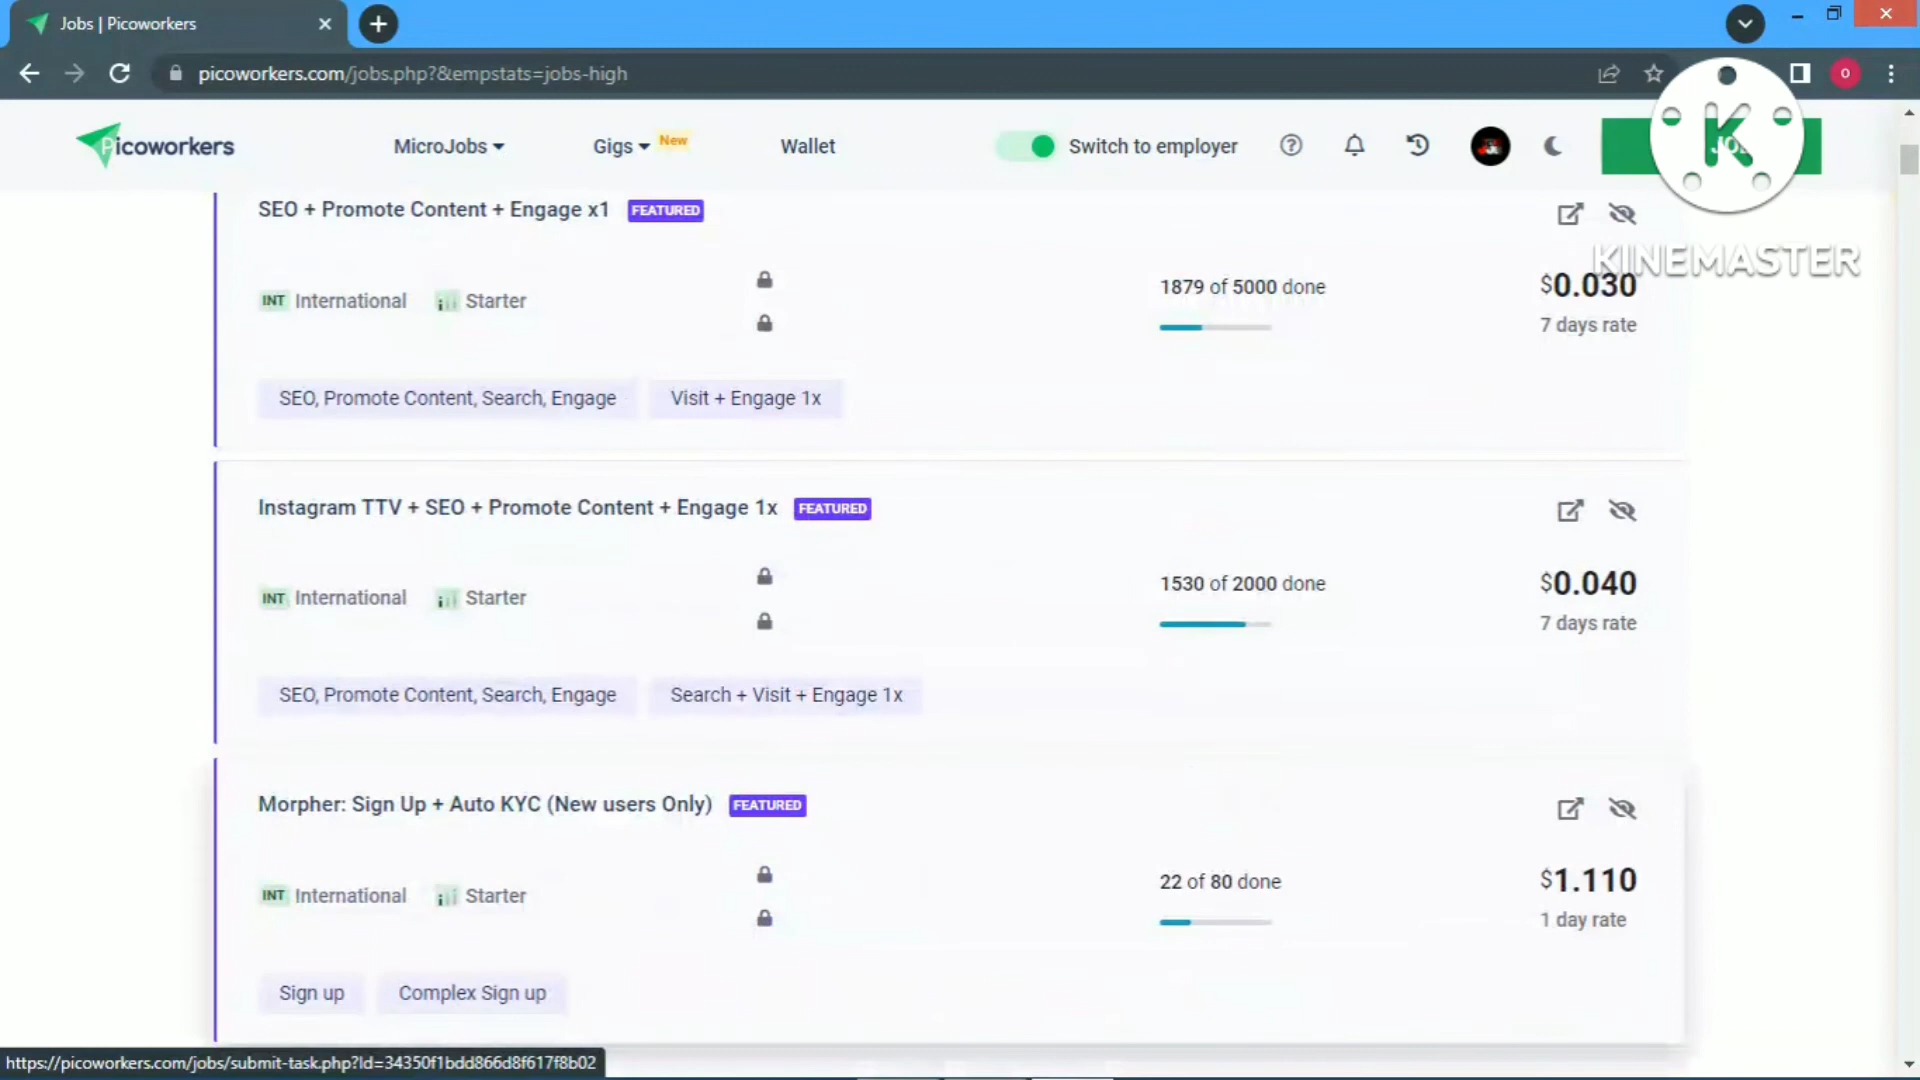 Jobs | Picoworkers
picoworkers.com/jobs.php?&empstats=jobs-high
O
Picoworkers
MicroJobs
Gigs
New
Wallet
Switch to employer
K
KINEMASTER
SEO + Promote Content + Engage x1 FEATURED
INT International
Starter
1879 of 5000 done
$0.030
7 days rate
SEO, Promote Content, Search, Engage
Visit + Engage 1x
Instagram TTV + SEO + Promote Content + Engage 1x FEATURED
INT International
Starter
1530 of 2000 done
$0.040
7 days rate
SEO, Promote Content, Search, Engage
Search + Visit + Engage 1x
Morpher: Sign Up + Auto KYC (New users Only) FEATURED
INT International
Starter
22 of 80 done
$1.110
1 day rate
Sign up
Complex Sign up
https://picoworkers.com/jobs/submit-task.php?Id=34350f1bdd866d8f617f8b02